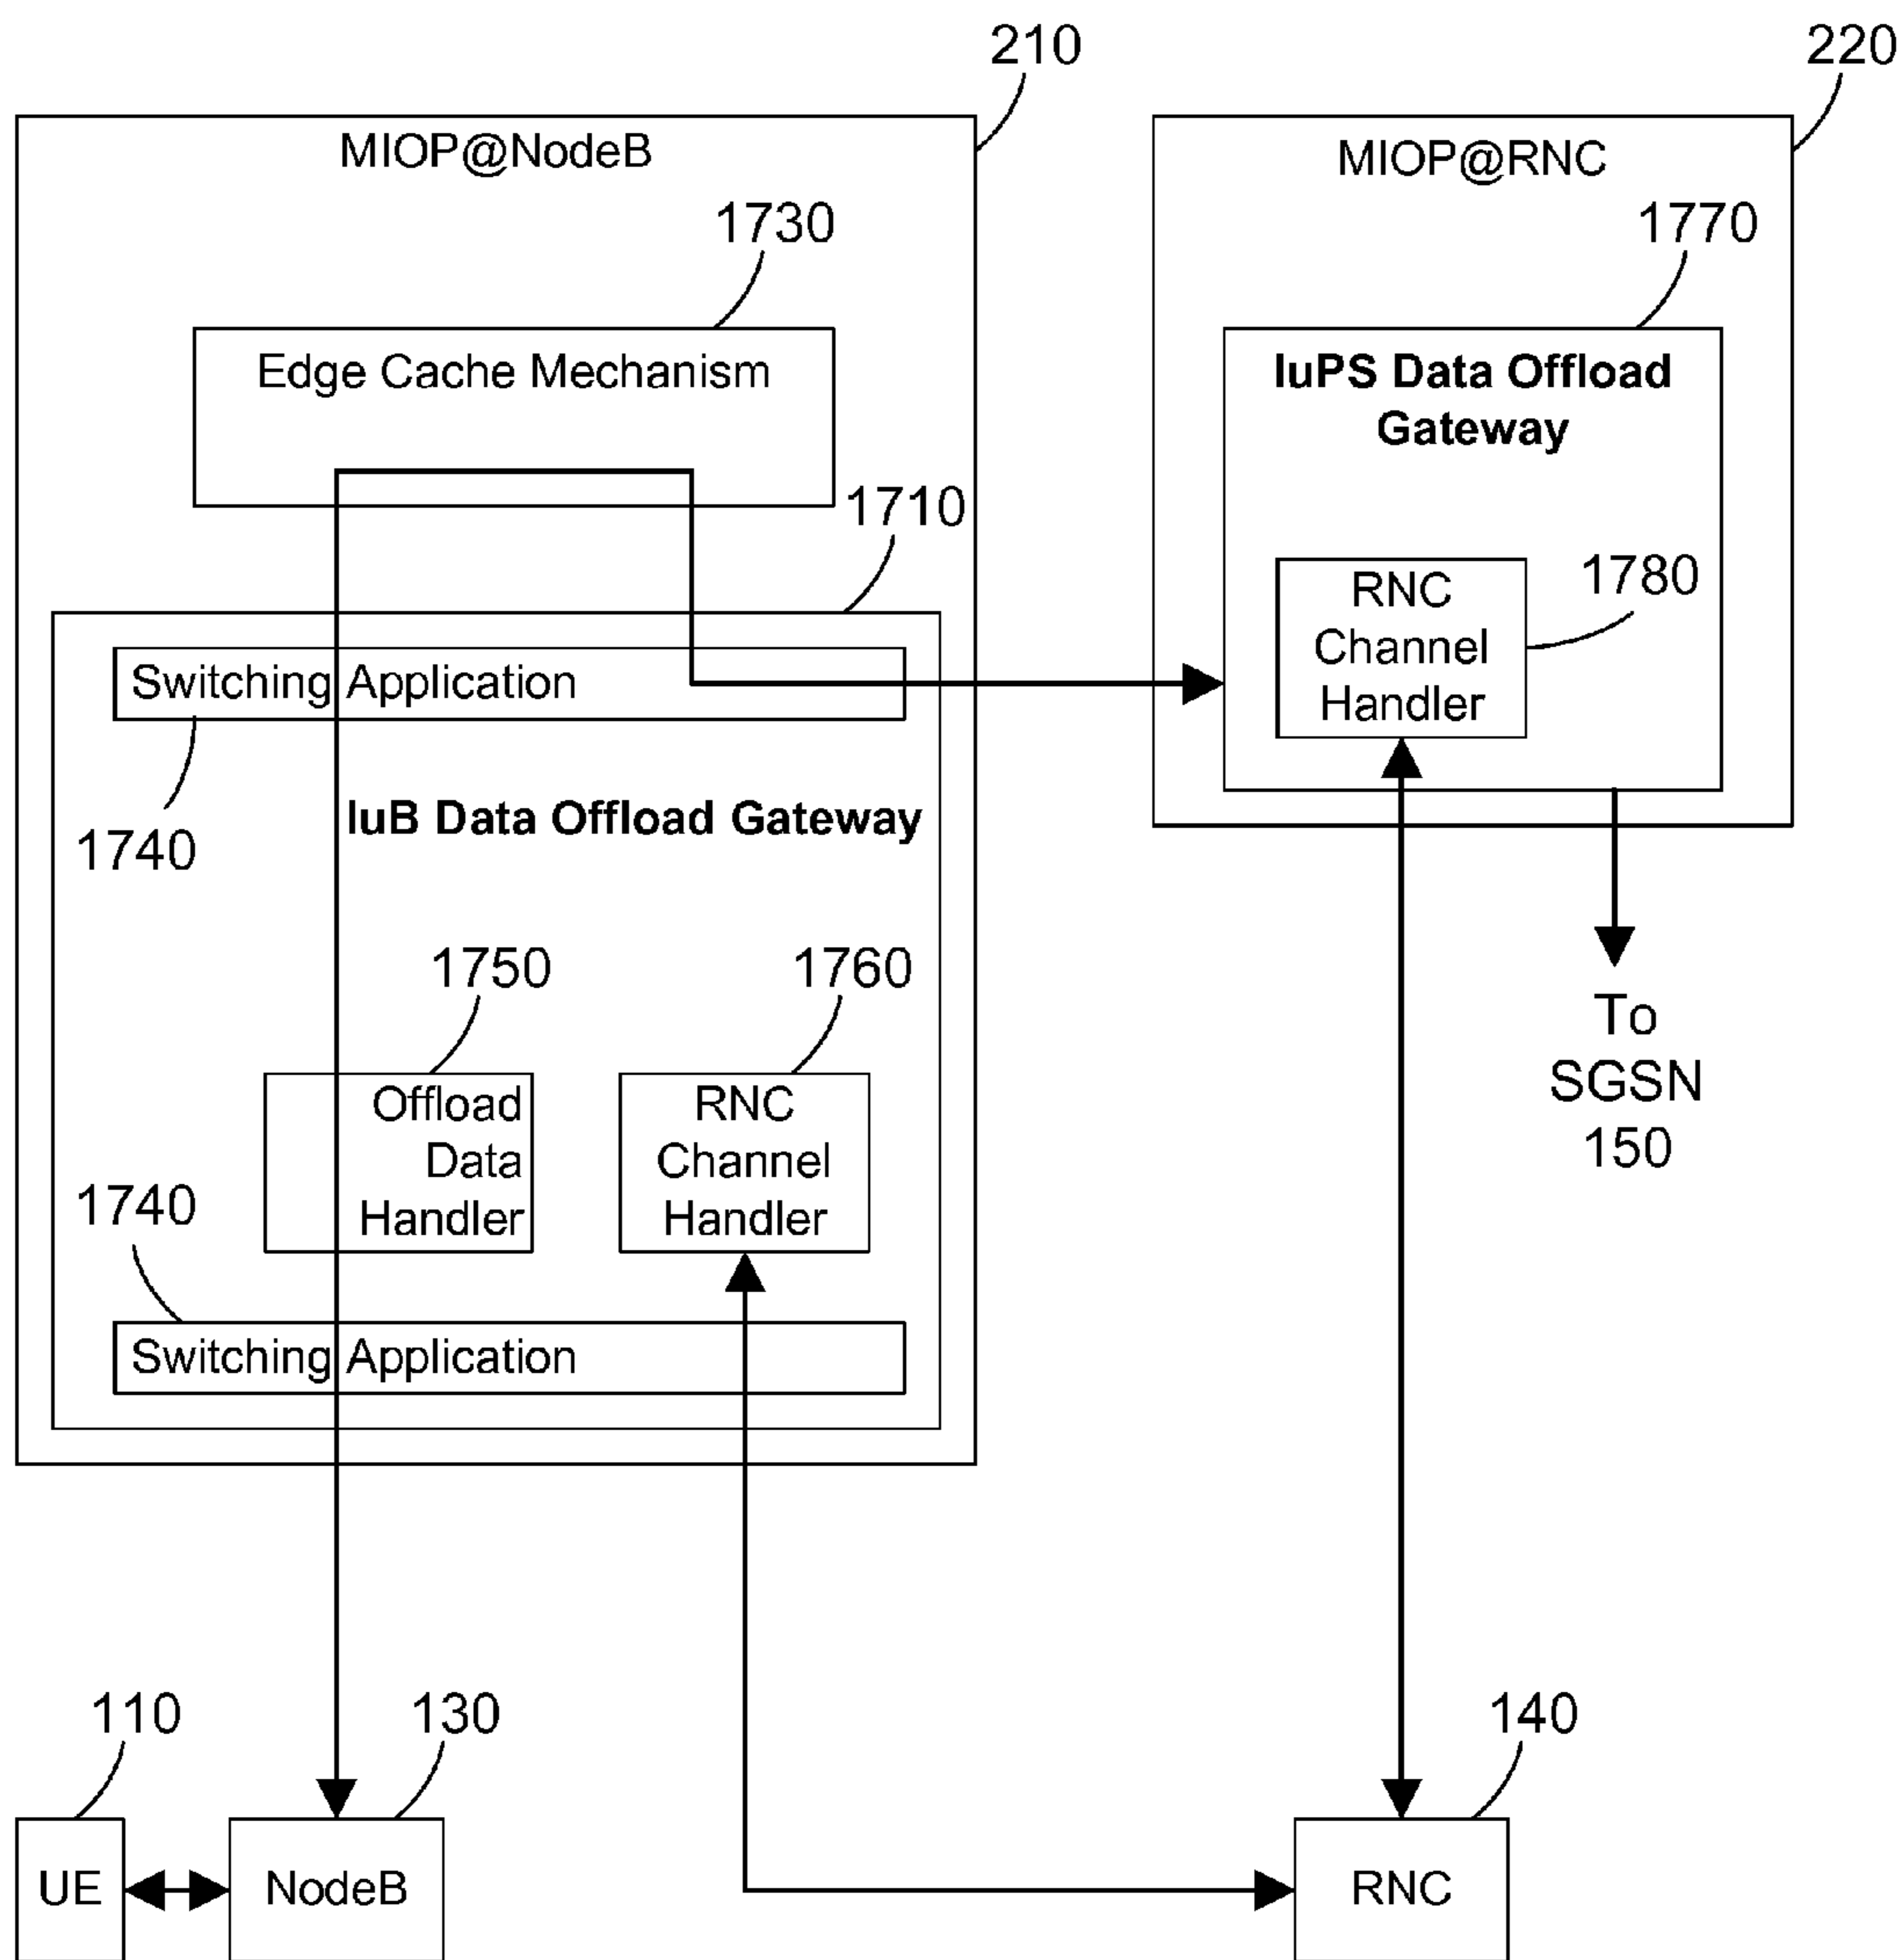 210
220
MIOP@NodeB
MIOP@RNC
1730
1770
Edge Cache Mechanism
IuPS Data Offload
Gateway
1710
RNC
Channel
Handler
1780
Switching Application
1740
IuB Data Offload Gateway
1750
1760
To
SGSN
150
Offload
Data
Handler
RNC
Channel
Handler
1740
Switching Application
110
130
140
UE
NodeB
RNC